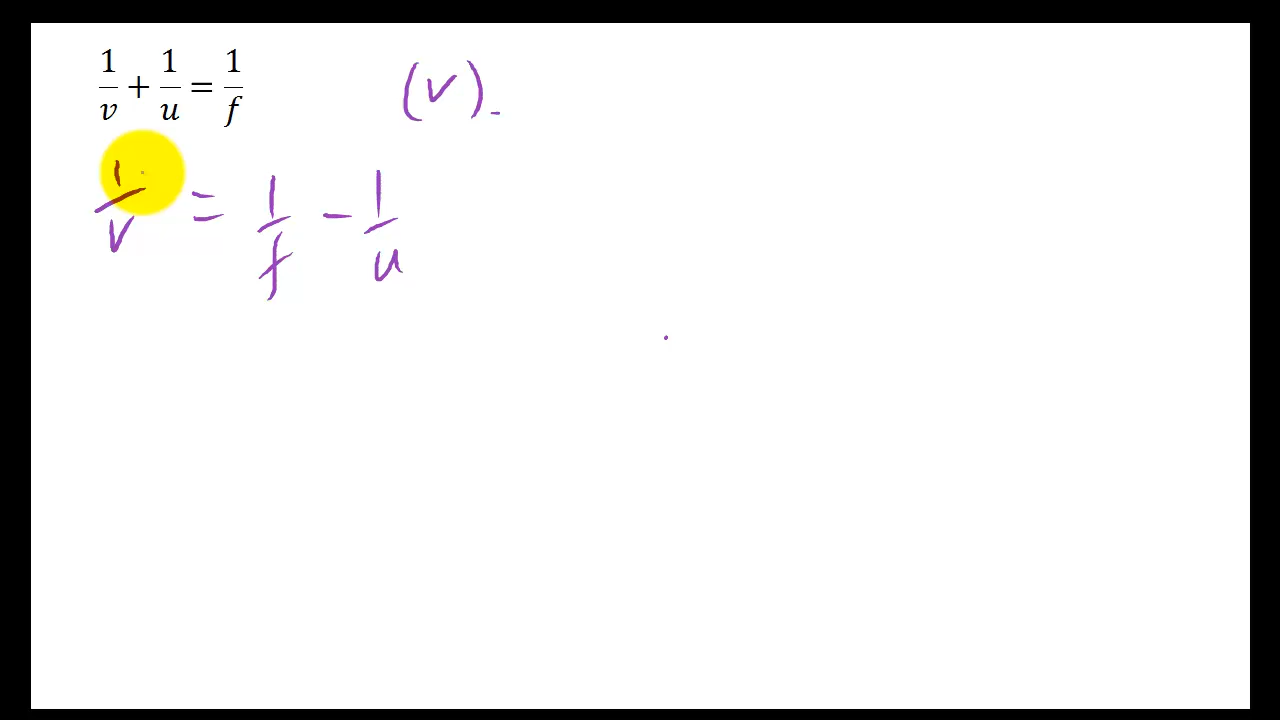 1/v + 1/u = 1/f (v)
1/v = 1/f - 1/u